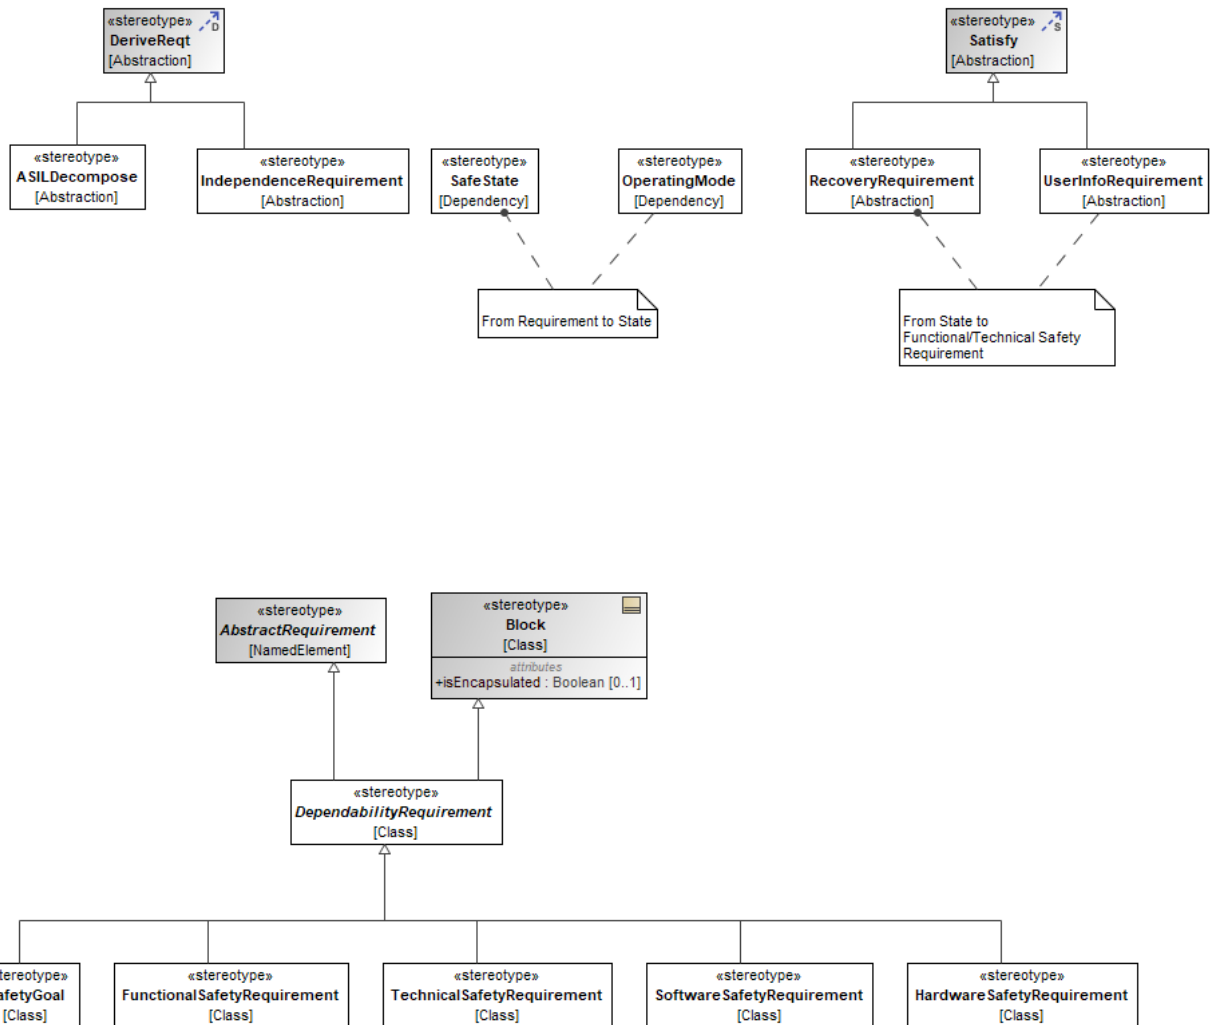 «stereotype»
DeriveReqt
[Abstraction]
D
«stereotype»
Satisfy
[Abstraction]
S
«stereotype»
ASILDecompose
[Abstraction]
«stereotype»
IndependenceRequirement
[Abstraction]
«stereotype»
SafeState
[Dependency]
«stereotype»
OperatingMode
[Dependency]
«stereotype»
RecoveryRequirement
[Abstraction]
«stereotype»
UserInfoRequirement
[Abstraction]
From Requirement to State
From State to
Functional/Technical Safety
Requirement
«stereotype»
AbstractRequirement
[NamedElement]
«stereotype»
Block
[Class]
attributes
+isEncapsulated : Boolean [0..1]
«stereotype»
DependabilityRequirement
[Class]
tereotype»
afetyGoal
[Class]
«stereotype»
FunctionalSafetyRequirement
[Class]
«stereotype»
TechnicalSafetyRequirement
[Class]
«stereotype»
SoftwareSafetyRequirement
[Class]
«stereotype»
HardwareSafetyRequirement
[Class]